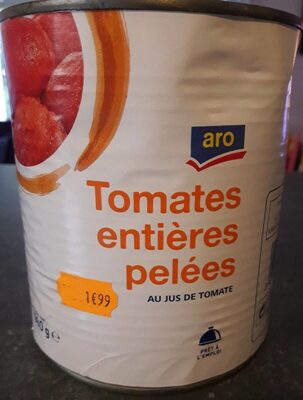 aro
Tomates
entières
pelées
AU JUS DE TOMATE
1€99
g e
PRÊT À
L'EMPLOI